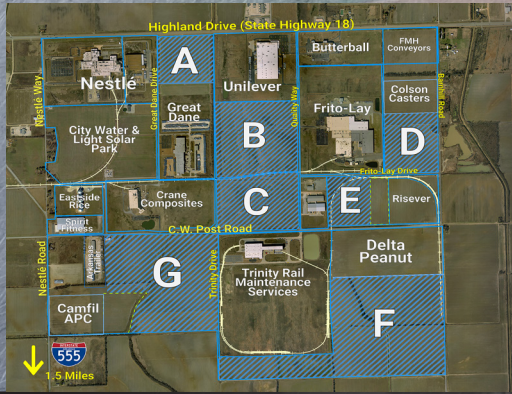 Highland Drive (State Highway 18)
Butterball
FMH
Conveyors
A
Nestlé
Unilever
Nestlé Way
Great Dane Drive
Quality Way
Barnhill Road
Colson
Casters
Great
Dane
Frito-Lay
City Water &
Light Solar
Park
B
D
Frito-Lay Drive
Eastside
Rice
Crane
Composites
C
E
Risever
Spirit
Fitness
C.W. Post Road
Nestlé Road
Arkansas
Trailer
G
Trinity Drive
Trinity Rail
Maintenance
Services
Delta
Peanut
Camfil
APC
F
555
1.5 Miles